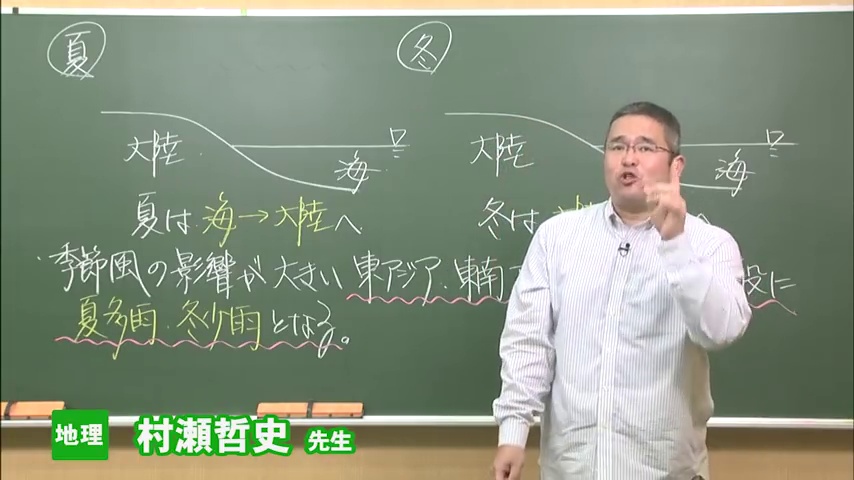 夏
冬
大陸
海
大陸
海
夏は 海→大陸へ
冬は
季節風の影響が大きい 東アジア・東南
に
夏多雨・冬少雨となる。
地理 村瀬哲史 先生